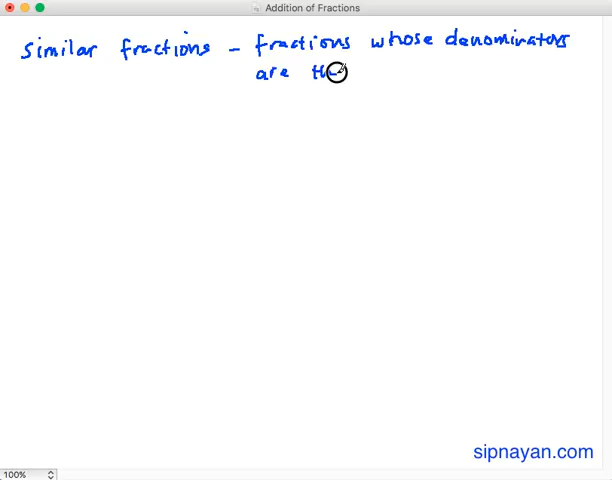 Addition of Fractions
similar fractions – fractions whose denominators
are
sipnayan.com
100%